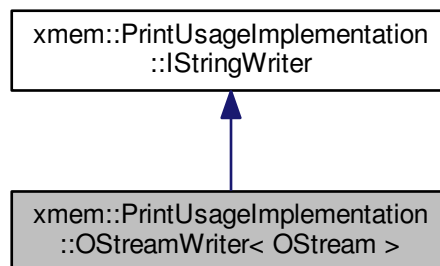 xmem::PrintUsageImplementation
::IStringWriter
xmem::PrintUsageImplementation
::OStreamWriter< OStream >